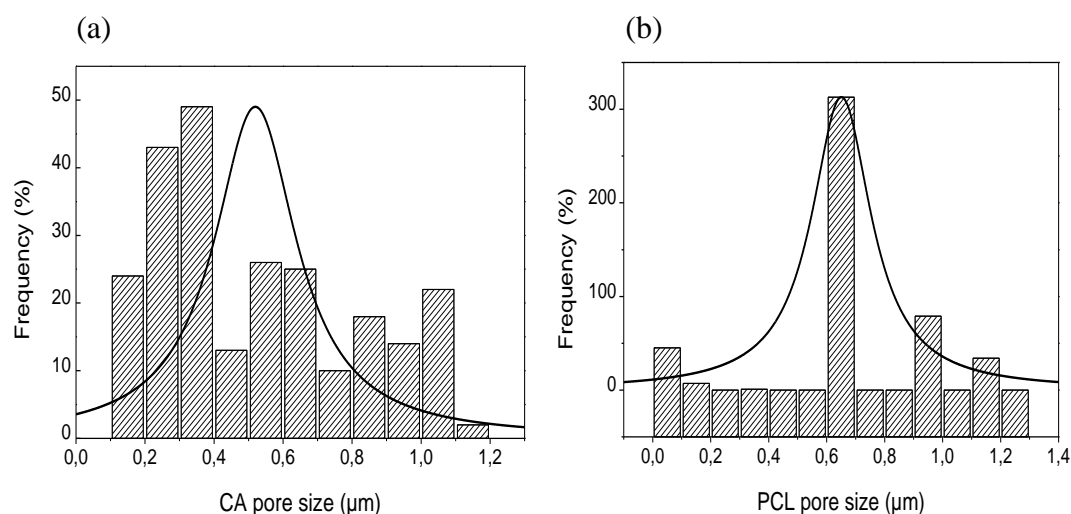 (a)
Frequency (%)
50
40
30
20
10
0
0,0 0,2 0,4 0,6 0,8 1,0 1,2
CA pore size (µm)
(b)
Frequency (%)
300
200
100
0
0,0 0,2 0,4 0,6 0,8 1,0 1,2 1,4
PCL pore size (µm)